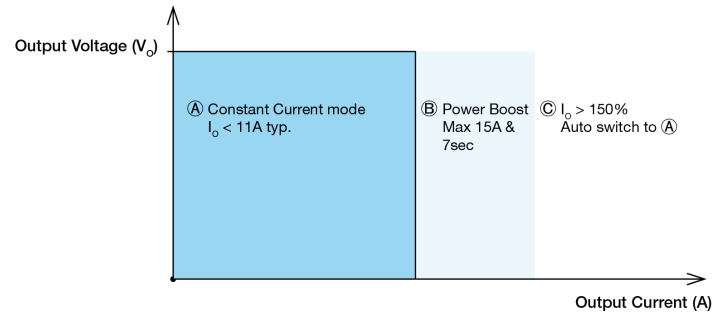 Output Voltage (Vo)
Ⓐ Constant Current mode
Io < 11A typ.
Ⓑ Power Boost
Max 15A &
7sec
Ⓒ Io > 150%
Auto switch to Ⓐ
Output Current (A)